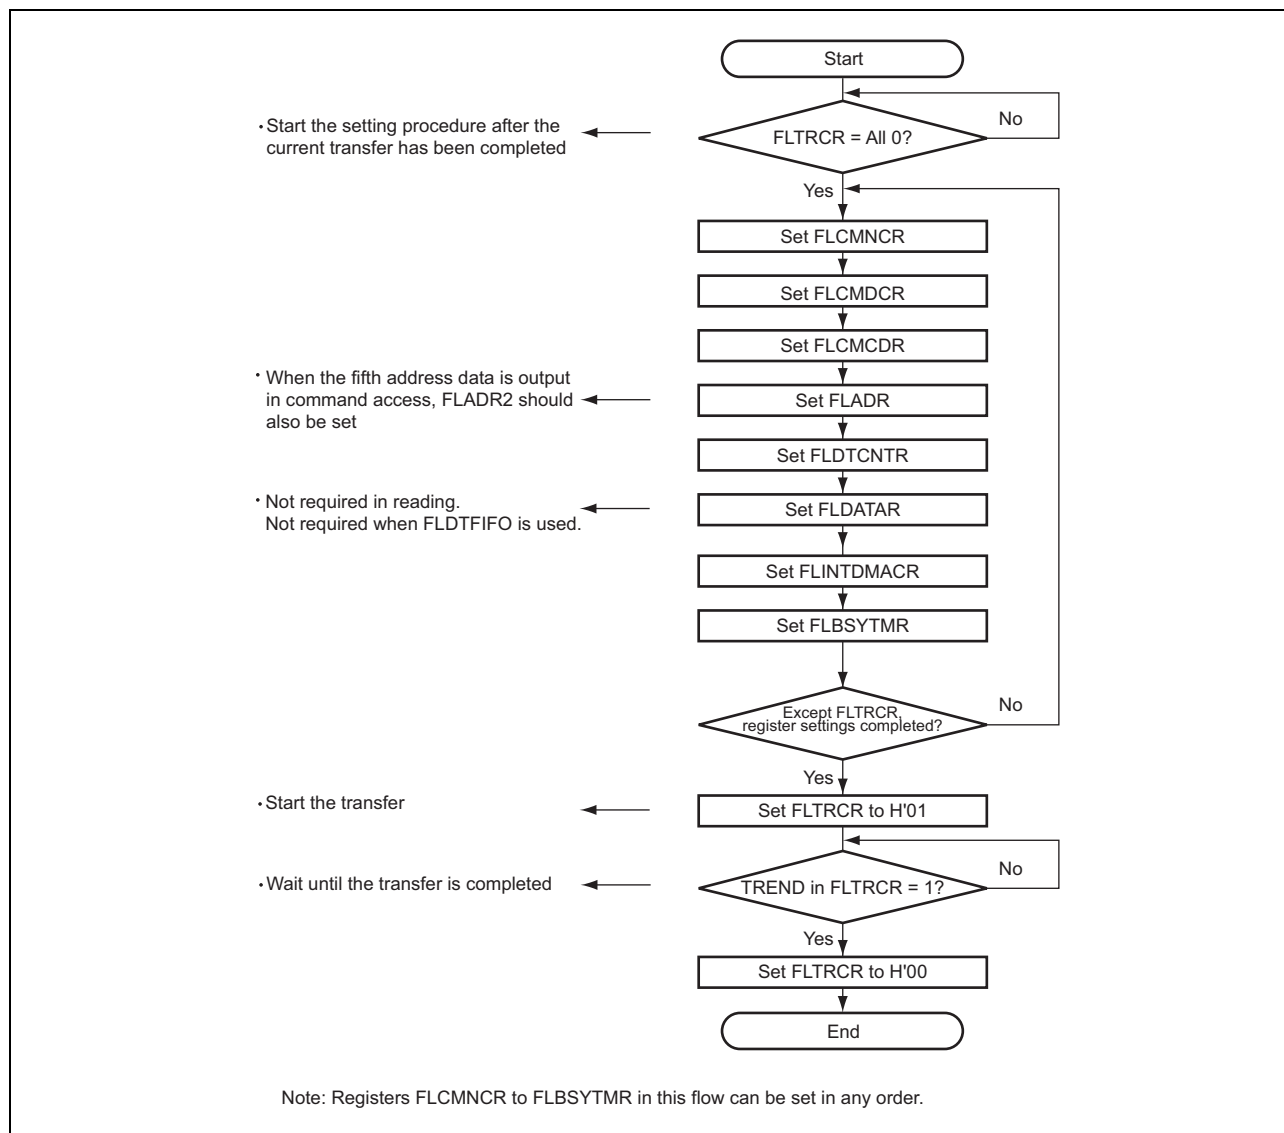 Start
FLTRCR = All 0?
No
・Start the setting procedure after the
current transfer has been completed
Yes
Set FLCMNCR
Set FLCMDCR
Set FLCMCDR
・When the fifth address data is output
in command access, FLADR2 should
also be set
Set FLADR
Set FLDTCNTR
・Not required in reading.
Not required when FLDTFIFO is used.
Set FLDATAR
Set FLINTDMACR
Set FLBSYTMR
Except FLTRCR,
register settings completed?
No
Yes
・Start the transfer
Set FLTRCR to H'01
・Wait until the transfer is completed
TREND in FLTRCR = 1?
No
Yes
Set FLTRCR to H'00
End
Note: Registers FLCMNCR to FLBSYTMR in this flow can be set in any order.